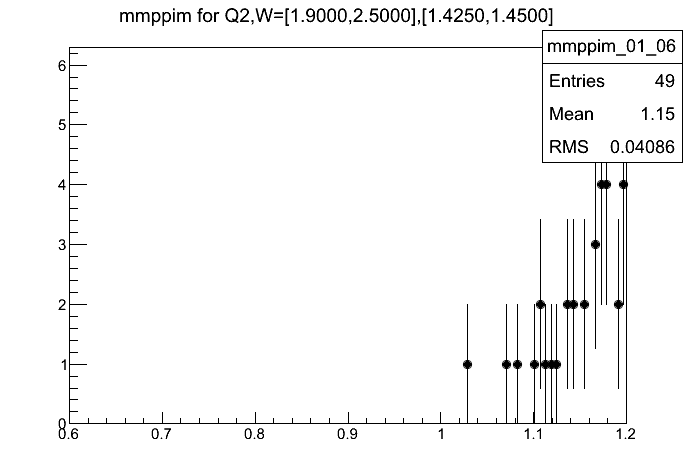 mmppim for Q2,W=[1.9000,2.5000],[1.4250,1.4500]
mmppim_01_06
Entries 49
Mean 1.15
RMS 0.04086
6
5
4
3
2
1
0
0.6 0.7 0.8 0.9 1 1.1 1.2